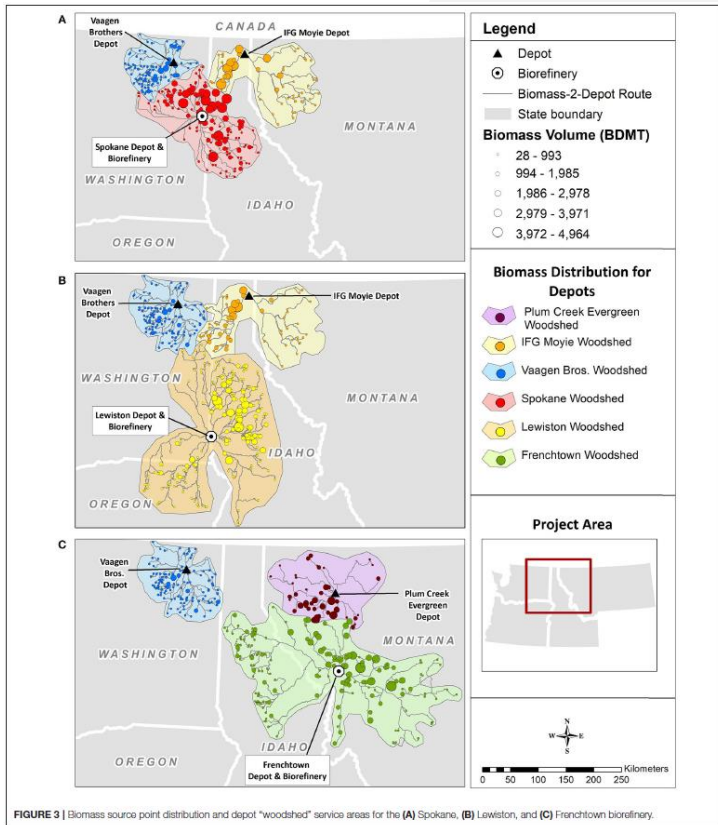 A
CANADA
Vaagen
Brothers
Depot
IFG Moyie Depot
MONTANA
Spokane Depot &
Biorefinery
WASHINGTON
IDAHO
OREGON
B
Vaagen
Brothers
Depot
IFG Moyie Depot
WASHINGTON
MONTANA
Lewiston Depot &
Biorefinery
IDAHO
OREGON
C
Vaagen
Bros.
Depot
Plum Creek
Evergreen
Depot
WASHINGTON
MONTANA
IDAHO
OREGON
Frenchtown
Depot & Biorefinery
Legend
Depot
Biorefinery
Biomass-2-Depot Route
State boundary
Biomass Volume (BDMT)
28 - 993
994 - 1,985
1,986 - 2,978
2,979 - 3,971
3,972 - 4,964
Biomass Distribution for
Depots
Plum Creek Evergreen
Woodshed
IFG Moyie Woodshed
Vaagen Bros. Woodshed
Spokane Woodshed
Lewiston Woodshed
Frenchtown Woodshed
Project Area
N
W E
S
Kilometers
0 50 100 150 200 250
FIGURE 3 | Biomass source point distribution and depot "woodshed" service areas for the (A) Spokane, (B) Lewiston, and (C) Frenchtown biorefinery.